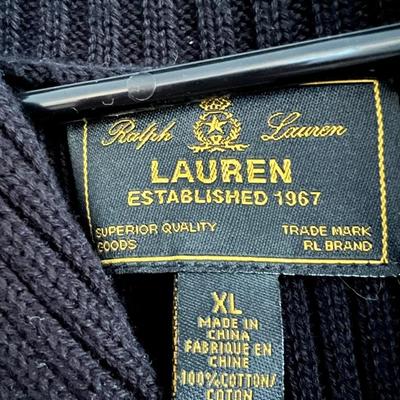 Ralph Lauren
LAUREN
ESTABLISHED 1967
SUPERIOR QUALITY GOODS
TRADE MARK RL BRAND
XL
MADE IN
CHINA
FABRIQUE EN
CHINE
100%COTTON/
COTON